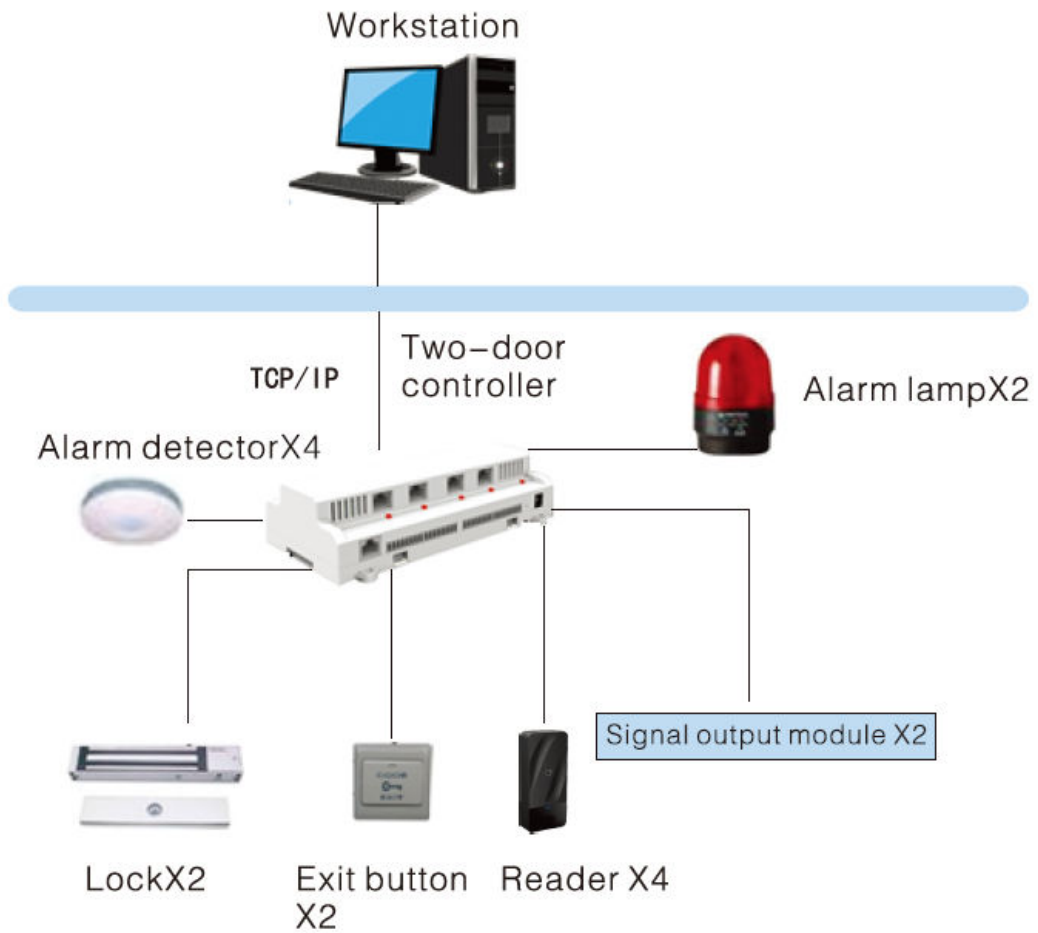 Workstation
TCP/IP
Two-door
controller
Alarm lampX2
Alarm detectorX4
Signal output module X2
LockX2
Exit button
X2
Reader X4